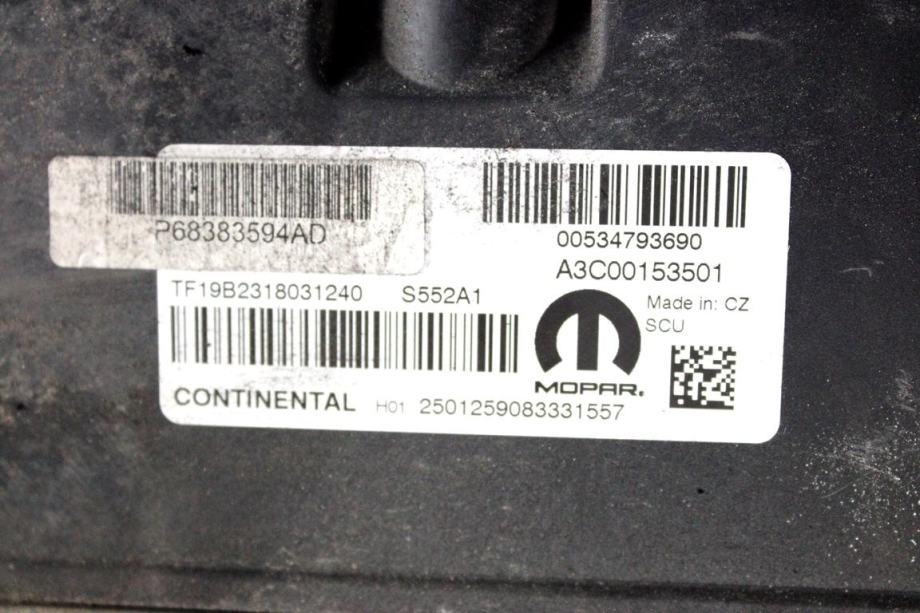 P68383594AD
00534793690
A3C00153501
TF19B2318031240 S552A1
Made in: CZ
SCU
MOPAR.
CONTINENTAL H01 2501259083331557